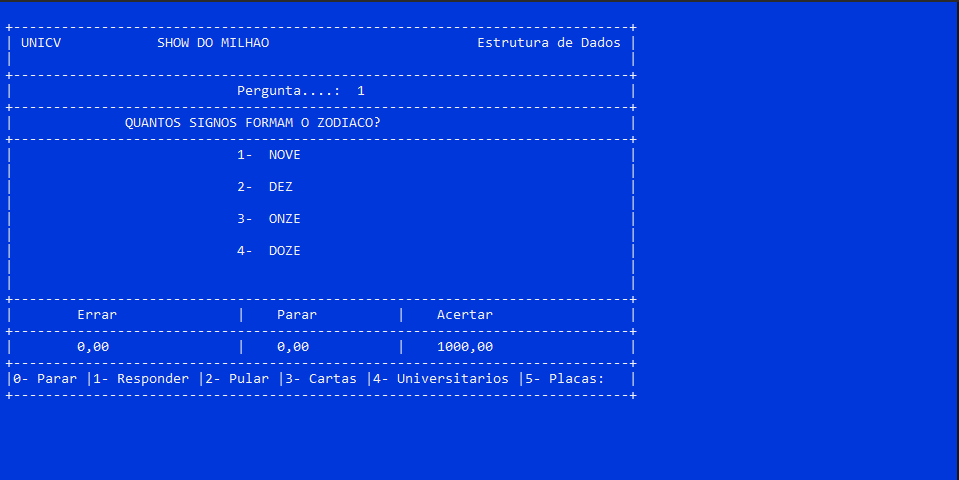 UNICV SHOW DO MILHAO Estrutura de Dados
Pergunta....: 1
QUANTOS SIGNOS FORMAM O ZODIACO?
1- NOVE
2- DEZ
3- ONZE
4- DOZE
Errar | Parar | Acertar
0,00 | 0,00 | 1000,00
|0- Parar |1- Responder |2- Pular |3- Cartas |4- Universitarios |5- Placas: |